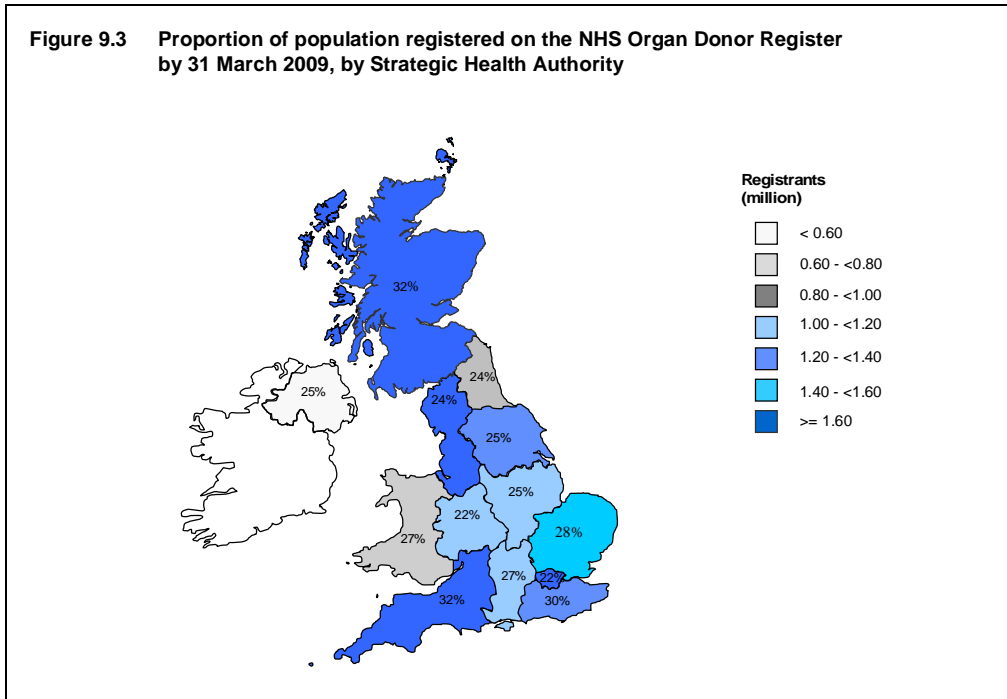 Figure 9.3 Proportion of population registered on the NHS Organ Donor Register
by 31 March 2009, by Strategic Health Authority
Registrants
(million)
< 0.60
0.60 - <0.80
0.80 - <1.00
1.00 - <1.20
1.20 - <1.40
1.40 - <1.60
>= 1.60
32%
24%
25%
24%
25%
25%
22%
28%
27%
27%
22%
32%
30%